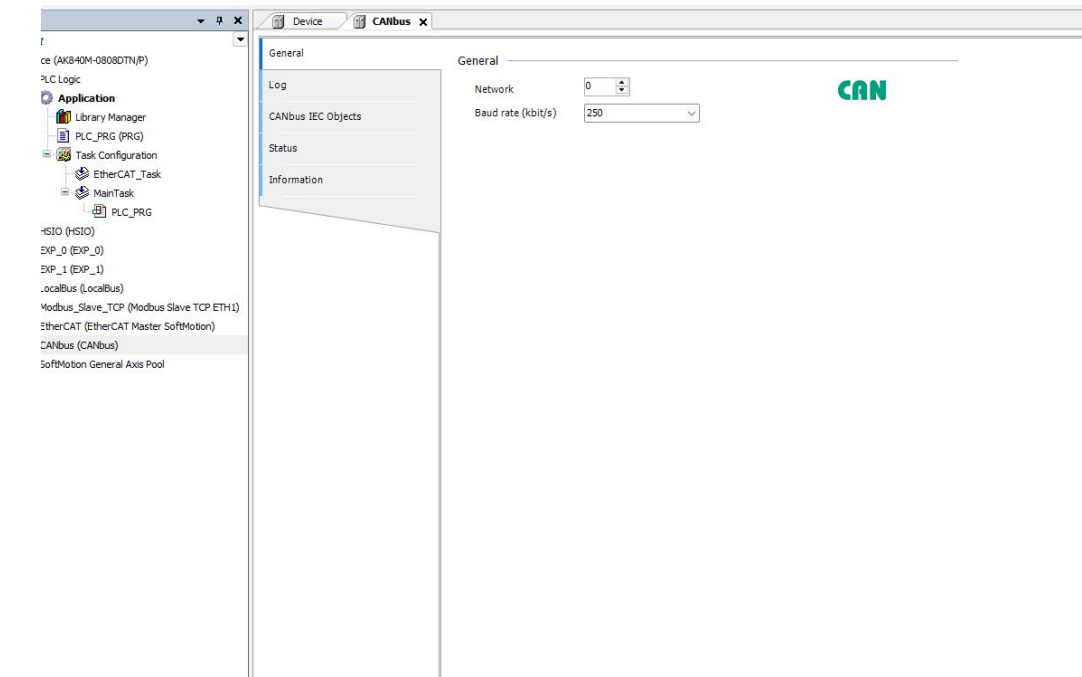 Device
CANbus
ce (AK840M-0808DTN/P)
PLC Logic
Application
Library Manager
PLC_PRG (PRG)
Task Configuration
EtherCAT_Task
MainTask
PLC_PRG
HSIO (HSIO)
EXP_0 (EXP_0)
EXP_1 (EXP_1)
LocalBus (LocalBus)
Modbus_Slave_TCP (Modbus Slave TCP ETH1)
EtherCAT (EtherCAT Master SoftMotion)
CANbus (CANbus)
SoftMotion General Axis Pool
General
Log
CANbus IEC Objects
Status
Information
General
Network 0
Baud rate (kbit/s) 250
CAN